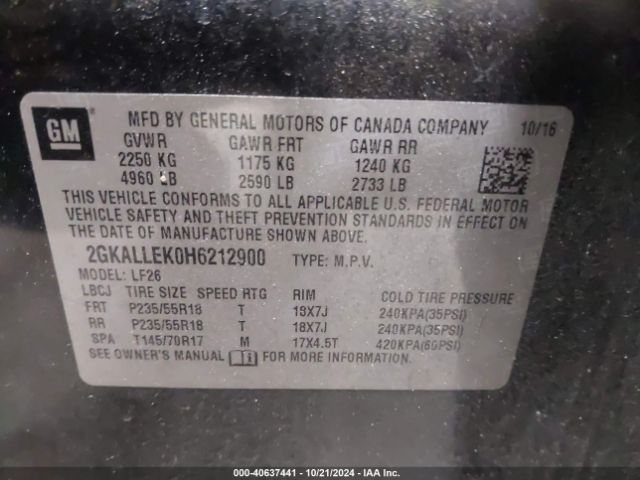 GM
MFD BY GENERAL MOTORS OF CANADA COMPANY 10/16
GVWR GAWR FRT GAWR RR
2250 KG 1175 KG 1240 KG
4960 LB 2590 LB 2733 LB
THIS VEHICLE CONFORMS TO ALL APPLICABLE U.S. FEDERAL MOTOR
VEHICLE SAFETY AND THEFT PREVENTION STANDARDS IN EFFECT ON
THE DATE OF MANUFACTURE SHOWN ABOVE.
2GKALLEK0H6212900 TYPE: M.P.V.
MODEL: LF26
LBCJ TIRE SIZE SPEED RTG RIM COLD TIRE PRESSURE
FRT P235/55R18 T 18X7J 240KPA(35PSI)
RR P235/55R18 T 18X7J 240KPA(35PSI)
SPA T145/70R17 M 17X4.5T 420KPA(60PSI)
SEE OWNER'S MANUAL FOR MORE INFORMATION.
000-40637441 - 10/21/2024 - IAA Inc.